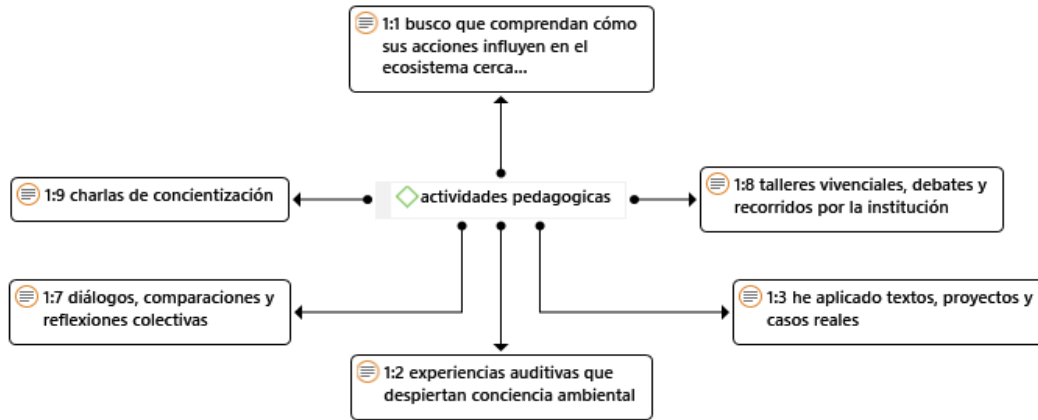 1:1 busco que comprendan cómo
sus acciones influyen en el
ecosistema cerca...
1:9 charlas de concientización
actividades pedagogicas
1:8 talleres vivenciales, debates y
recorridos por la institución
1:7 diálogos, comparaciones y
reflexiones colectivas
1:3 he aplicado textos, proyectos y
casos reales
1:2 experiencias auditivas que
despiertan conciencia ambiental